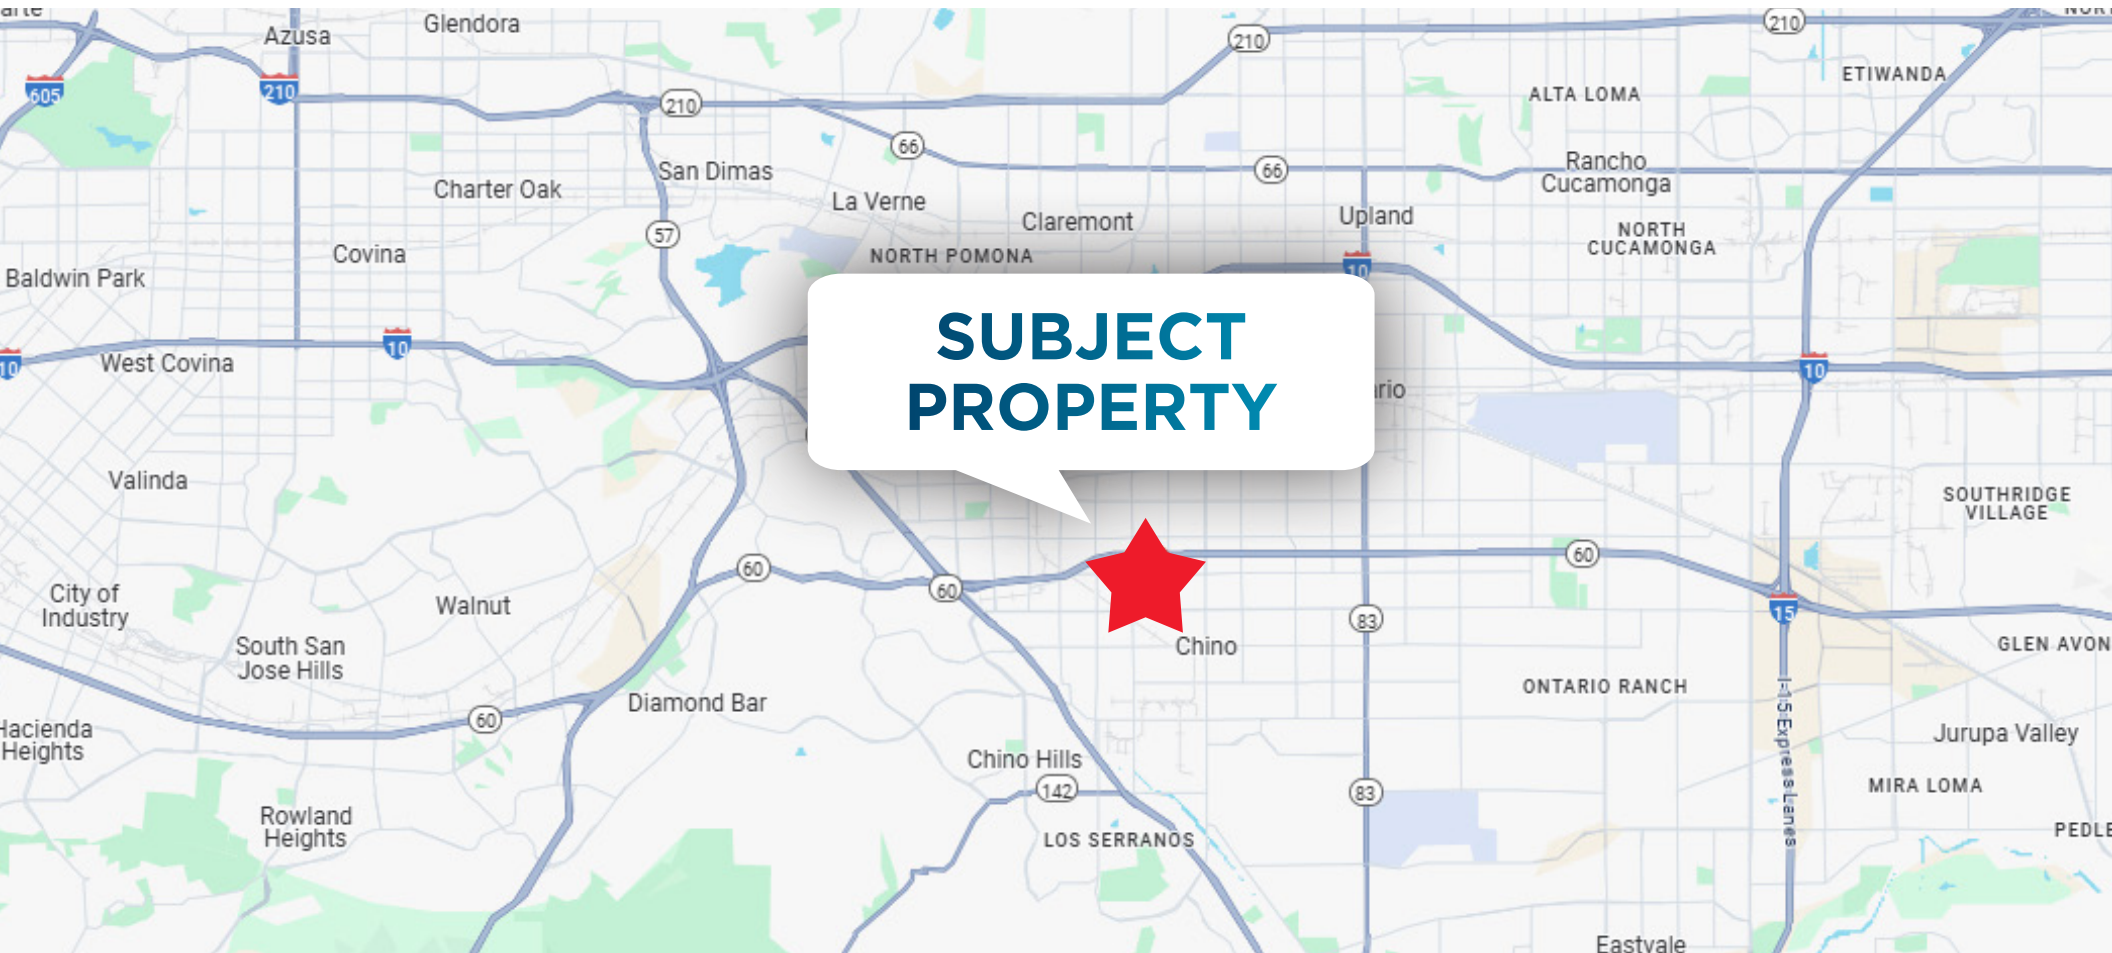 Azusa
Glendora
210
210
605
210
ETIWANDA
ALTA LOMA
210
66
66
San Dimas
Rancho
Cucamonga
Charter Oak
La Verne
Claremont
Upland
57
NORTH
CUCAMONGA
Covina
NORTH POMONA
Baldwin Park
10
SUBJECT
PROPERTY
10
10
West Covina
10
Valinda
SOUTHRIDGE
VILLAGE
60
60
60
City of
Industry
Walnut
83
15
South San
Jose Hills
Chino
GLEN AVON
ONTARIO RANCH
Diamond Bar
60
I-15 Express Lanes
Hacienda
Heights
Jurupa Valley
Chino Hills
142
83
MIRA LOMA
Rowland
Heights
LOS SERRANOS
Eastvale